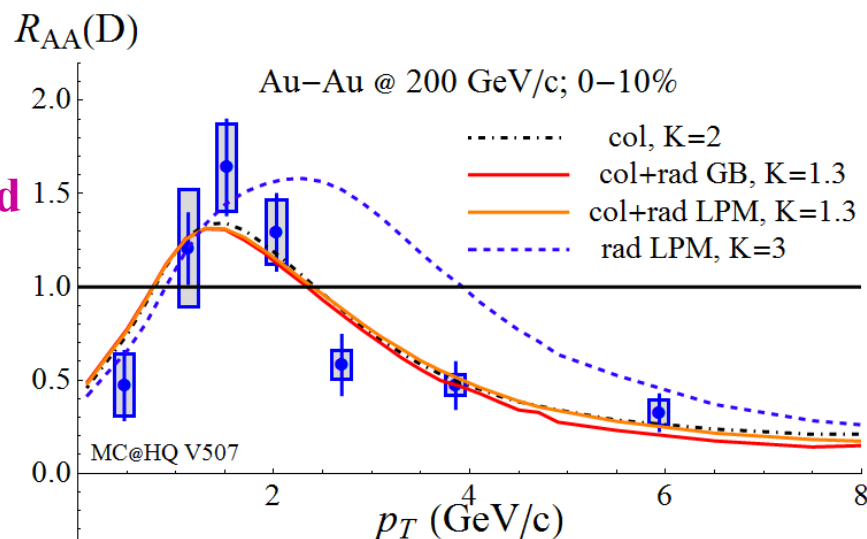 R_AA(D)
Au−Au @ 200 GeV/c; 0−10%
2.0
col, K=2
col+rad GB, K=1.3
d
1.5
col+rad LPM, K=1.3
rad LPM, K=3
1.0
0.5
MC@HQ V507
0.0
2
4
6
8
p_T (GeV/c)